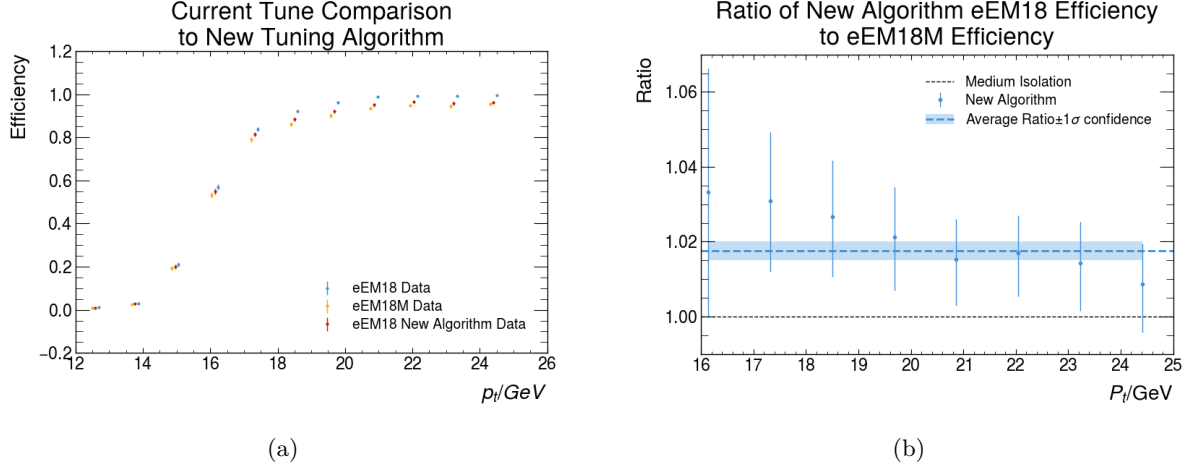 Current Tune Comparison
to New Tuning Algorithm
Efficiency
1.2
1.0
0.8
0.6
0.4
0.2
0.0
−0.2
eEM18 Data
eEM18M Data
eEM18 New Algorithm Data
12 14 16 18 20 22 24 26
p_t/GeV
(a)
Ratio of New Algorithm eEM18 Efficiency
to eEM18M Efficiency
Ratio
1.06
1.04
1.02
1.00
Medium Isolation
New Algorithm
Average Ratio±1σ confidence
16 17 18 19 20 21 22 23 24 25
P_t/GeV
(b)